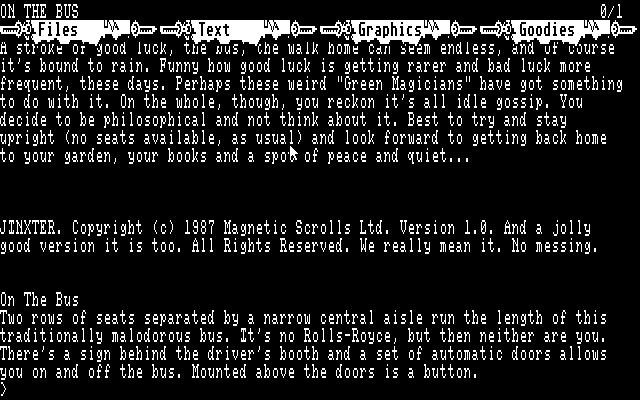 ON THE BUS 0/1
Files Text Graphics Goodies
A stroke of good luck, the bus, the walk home can seem endless, and of course
it's bound to rain. Funny how good luck is getting rarer and bad luck more
frequent, these days. Perhaps these weird "Green Magicians" have got something
to do with it. On the whole, though, you reckon it's all idle gossip. You
decide to be philosophical and not think about it. Best to try and stay
upright (no seats available, as usual) and look forward to getting back home
to your garden, your books and a spot of peace and quiet...
JINXTER. Copyright (c) 1987 Magnetic Scrolls Ltd. Version 1.0. And a jolly
good version it is too. All Rights Reserved. We really mean it. No messing.
On The Bus
Two rows of seats separated by a narrow central aisle run the length of this
traditionally malodorous bus. It's no Rolls-Royce, but then neither are you.
There's a sign behind the driver's booth and a set of automatic doors allows
you on and off the bus. Mounted above the doors is a button.
>